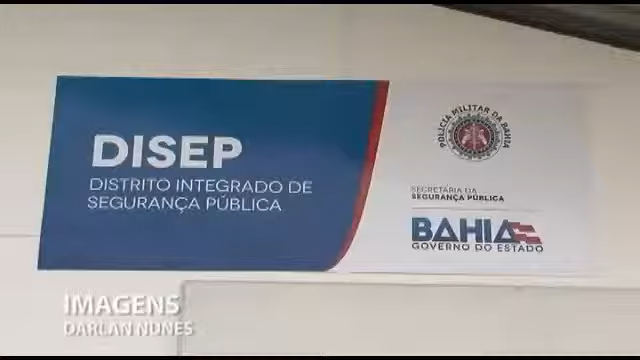 DISEP
DISTRITO INTEGRADO DE
SEGURANÇA PÚBLICA
POLÍCIA MILITAR DA BAHIA
SECRETARIA DA
SEGURANÇA PÚBLICA
BAHIA
GOVERNO DO ESTADO
IMAGENS
DARLAN NUNES